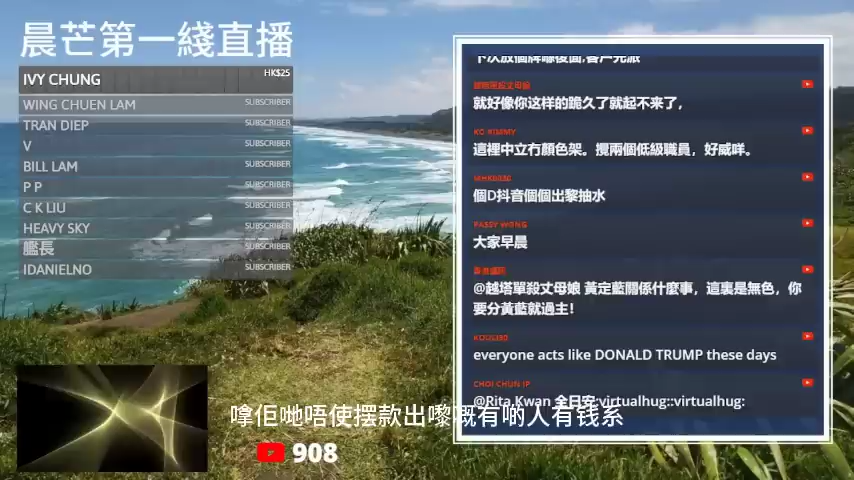 晨芒第一綫直播
IVY CHUNG
HK$25
WING CHUEN LAM
SUBSCRIBER
TRAN DIEP
SUBSCRIBER
V
SUBSCRIBER
BILL LAM
SUBSCRIBER
P P
SUBSCRIBER
C K LIU
SUBSCRIBER
HEAVY SKY
SUBSCRIBER
艦長
SUBSCRIBER
IDANIELNO
SUBSCRIBER
就好像你这样的跪久了就起不来了，
這裡中立冇顏色架。攪兩個低級職員，好威咩。
個D抖音個個出黎抽水
PASSY WONG
大家早晨
@越塔單殺丈母娘 黃定藍關係什麼事，這裏是無色，你
要分黃藍就過主！
everyone acts like DONALD TRUMP these days
CHOI CHUN IP
@Rita Kwan 全日安:virtualhug::virtualhug:
嗱佢哋唔使摆款出嚟嘅有啲人有钱系
908